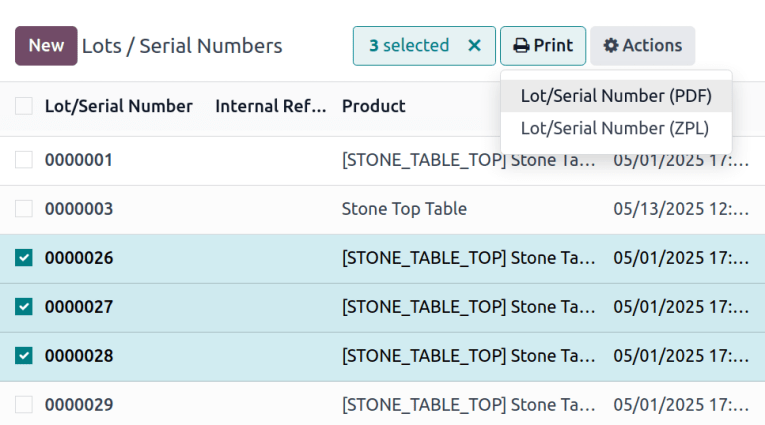 New Lots / Serial Numbers 3 selected × Print Actions
Lot/Serial Number (PDF)
Lot/Serial Number (ZPL)
Lot/Serial Number Internal Ref... Product
0000001 [STONE_TABLE_TOP] Stone Ta... 05/01/2025 17:...
0000003 Stone Top Table 05/13/2025 12:...
0000026 [STONE_TABLE_TOP] Stone Ta... 05/01/2025 17:...
0000027 [STONE_TABLE_TOP] Stone Ta... 05/01/2025 17:...
0000028 [STONE_TABLE_TOP] Stone Ta... 05/01/2025 17:...
0000029 [STONE_TABLE_TOP] Stone Ta... 05/01/2025 17:...